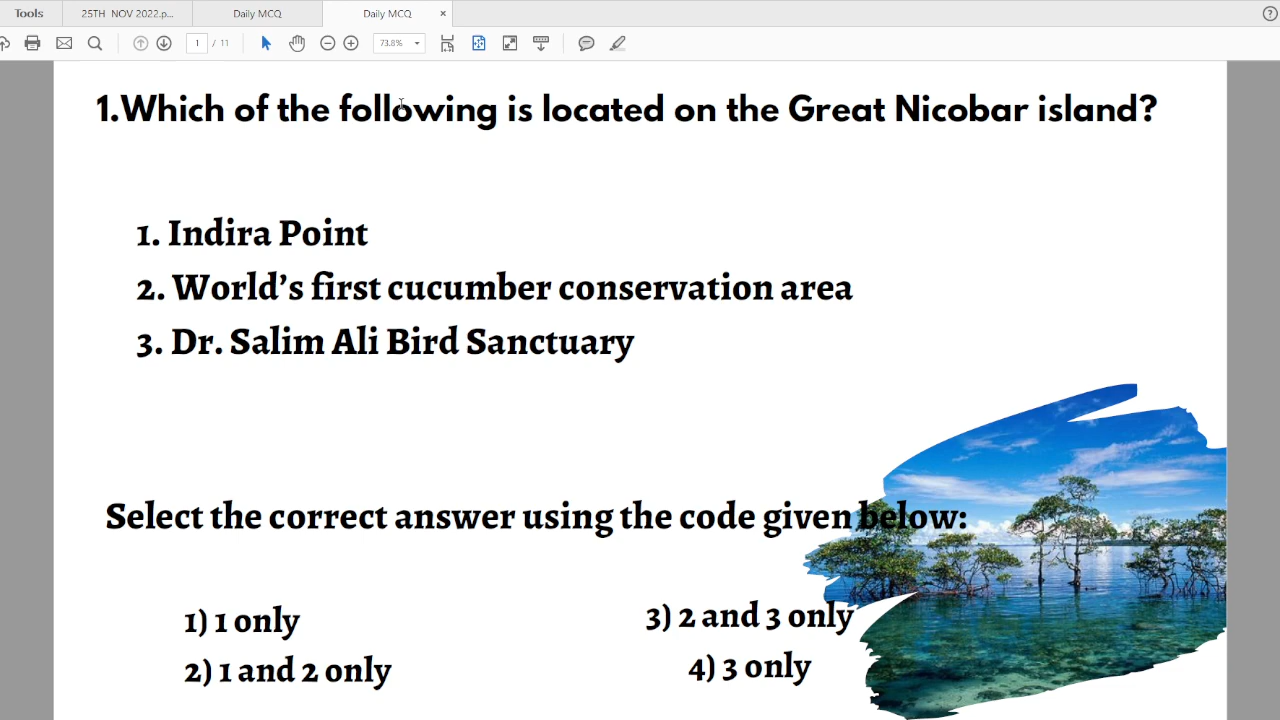 Tools
25TH NOV 2022.p...
Daily MCQ
Daily MCQ
×
?
1
/ 11
73.8%
1.Which of the following is located on the Great Nicobar island?
1. Indira Point
2. World’s first cucumber conservation area
3. Dr. Salim Ali Bird Sanctuary
Select the correct answer using the code given below:
1) 1 only
3) 2 and 3 only
2) 1 and 2 only
4) 3 only